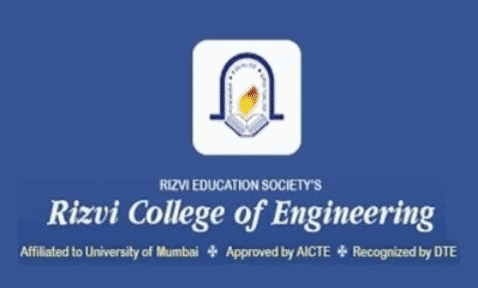 RIZVI EDUCATION SOCIETY'S
Rizvi College of Engineering
Affiliated to University of Mumbai ✤ Approved by AICTE ✤ Recognized by DTE